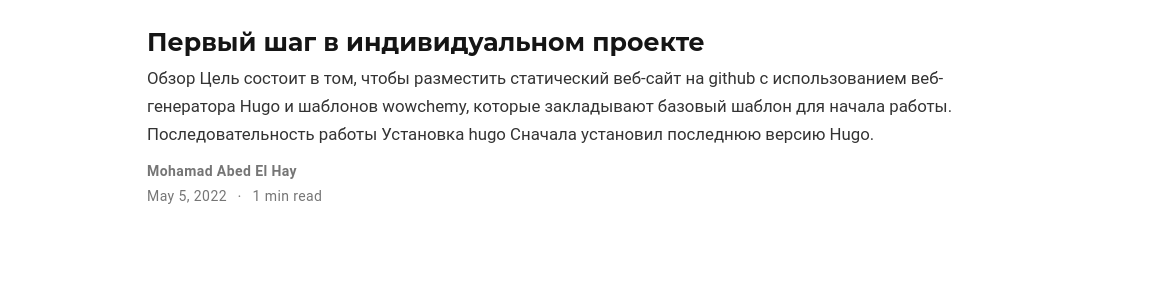 Первый шаг в индивидуальном проекте
Обзор Цель состоит в том, чтобы разместить статический веб-сайт на github с использованием веб-
генератора Hugo и шаблонов wowchemy, которые закладывают базовый шаблон для начала работы.
Последовательность работы Установка hugo Сначала установил последнюю версию Hugo.
Mohamad Abed El Hay
May 5, 2022 · 1 min read